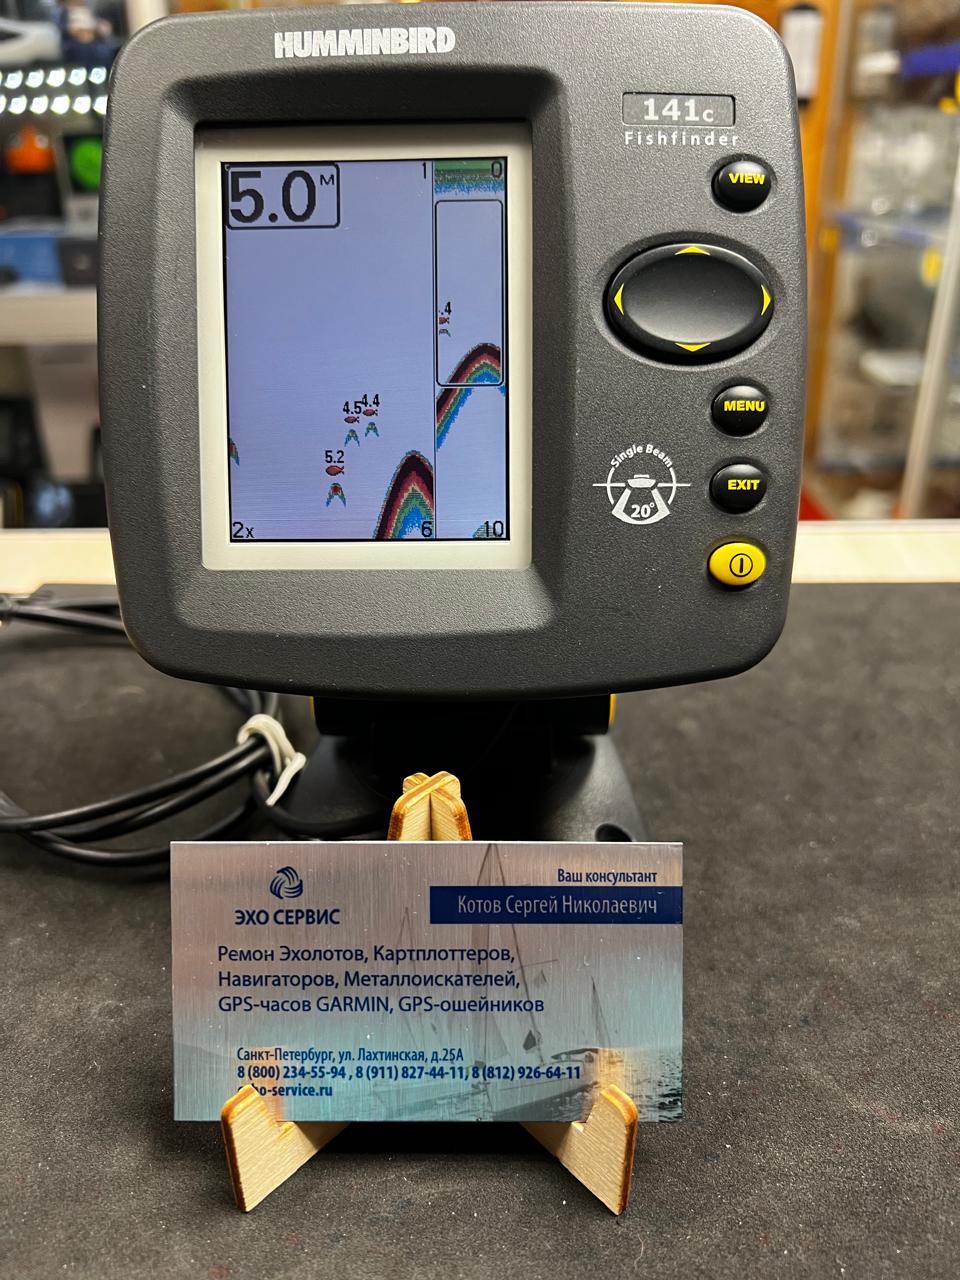 HUMMINBIRD
141c
Fishfinder
VIEW
5.0 M
1
0
.4
4.5
4.4
5.2
2x
6
10
MENU
Single Beam
20°
EXIT
ЭХО СЕРВИС
Ваш консультант
Котов Сергей Николаевич
Ремон Эхолотов, Картплоттеров,
Навигаторов, Металлоискателей,
GPS-часов GARMIN, GPS-ошейников
Санкт-Петербург, ул. Лахтинская, д.25А
8 (800) 234-55-94 , 8 (911) 827-44-11, 8 (812) 926-64-11